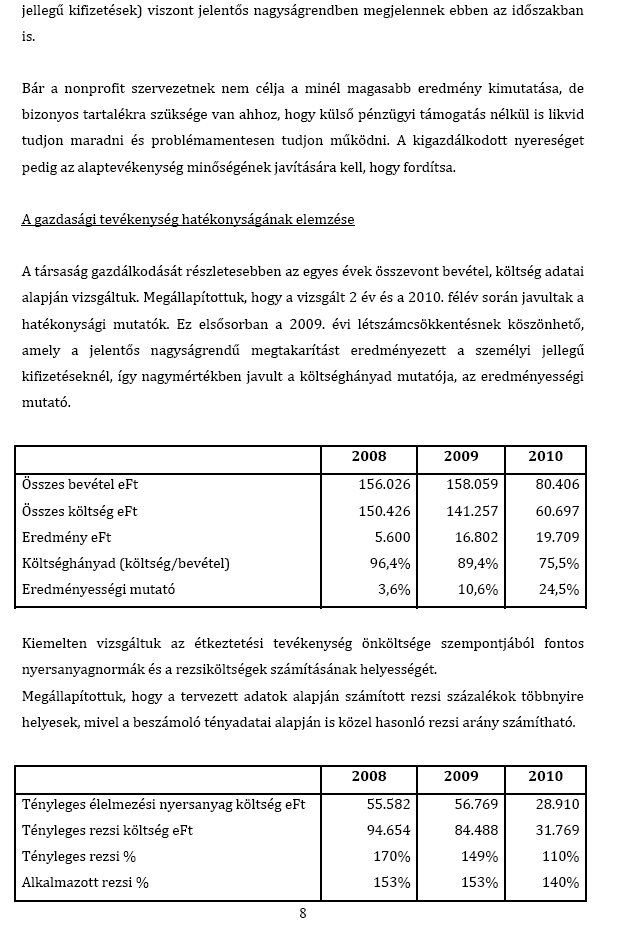 jellegű kifizetések) viszont jelentős nagyságrendben megjelennek ebben az időszakban
is.
Bár a nonprofit szervezetnek nem célja a minél magasabb eredmény kimutatása, de
bizonyos tartalékra szüksége van ahhoz, hogy külső pénzügyi támogatás nélkül is likvid
tudjon maradni és problémamentesen tudjon működni. A kigazdálkodott nyereséget
pedig az alaptevékenység minőségének javítására kell, hogy fordítsa.
A gazdasági tevékenység hatékonyságának elemzése
A társaság gazdálkodását részletesebben az egyes évek összevont bevétel, költség adatai
alapján vizsgáltuk. Megállapítottuk, hogy a vizsgált 2 év és a 2010. félév során javultak a
hatékonysági mutatók. Ez elsősorban a 2009. évi létszámcsökkentésnek köszönhető,
amely a jelentős nagyságrendű megtakarítást eredményezett a személyi jellegű
kifizetéseknél, így nagymértékben javult a költséghányad mutatója, az eredményességi
mutató.
2008 2009 2010
Összes bevétel eFt 156.026 158.059 80.406
Összes költség eFt 150.426 141.257 60.697
Eredmény eFt 5.600 16.802 19.709
Költséghányad (költség/bevétel) 96,4% 89,4% 75,5%
Eredményességi mutató 3,6% 10,6% 24,5%
Kiemelten vizsgáltuk az étkeztetési tevékenység önköltsége szempontjából fontos
nyersanyagnormák és a rezsiköltségek számításának helyességét.
Megállapítottuk, hogy a tervezett adatok alapján számított rezsi százalékok többnyire
helyesek, mivel a beszámoló tényadatai alapján is közel hasonló rezsi arány számítható.
2008 2009 2010
Tényleges élelmezési nyersanyag költség eFt 55.582 56.769 28.910
Tényleges rezsi költség eFt 94.654 84.488 31.769
Tényleges rezsi % 170% 149% 110%
Alkalmazott rezsi % 153% 153% 140%
8